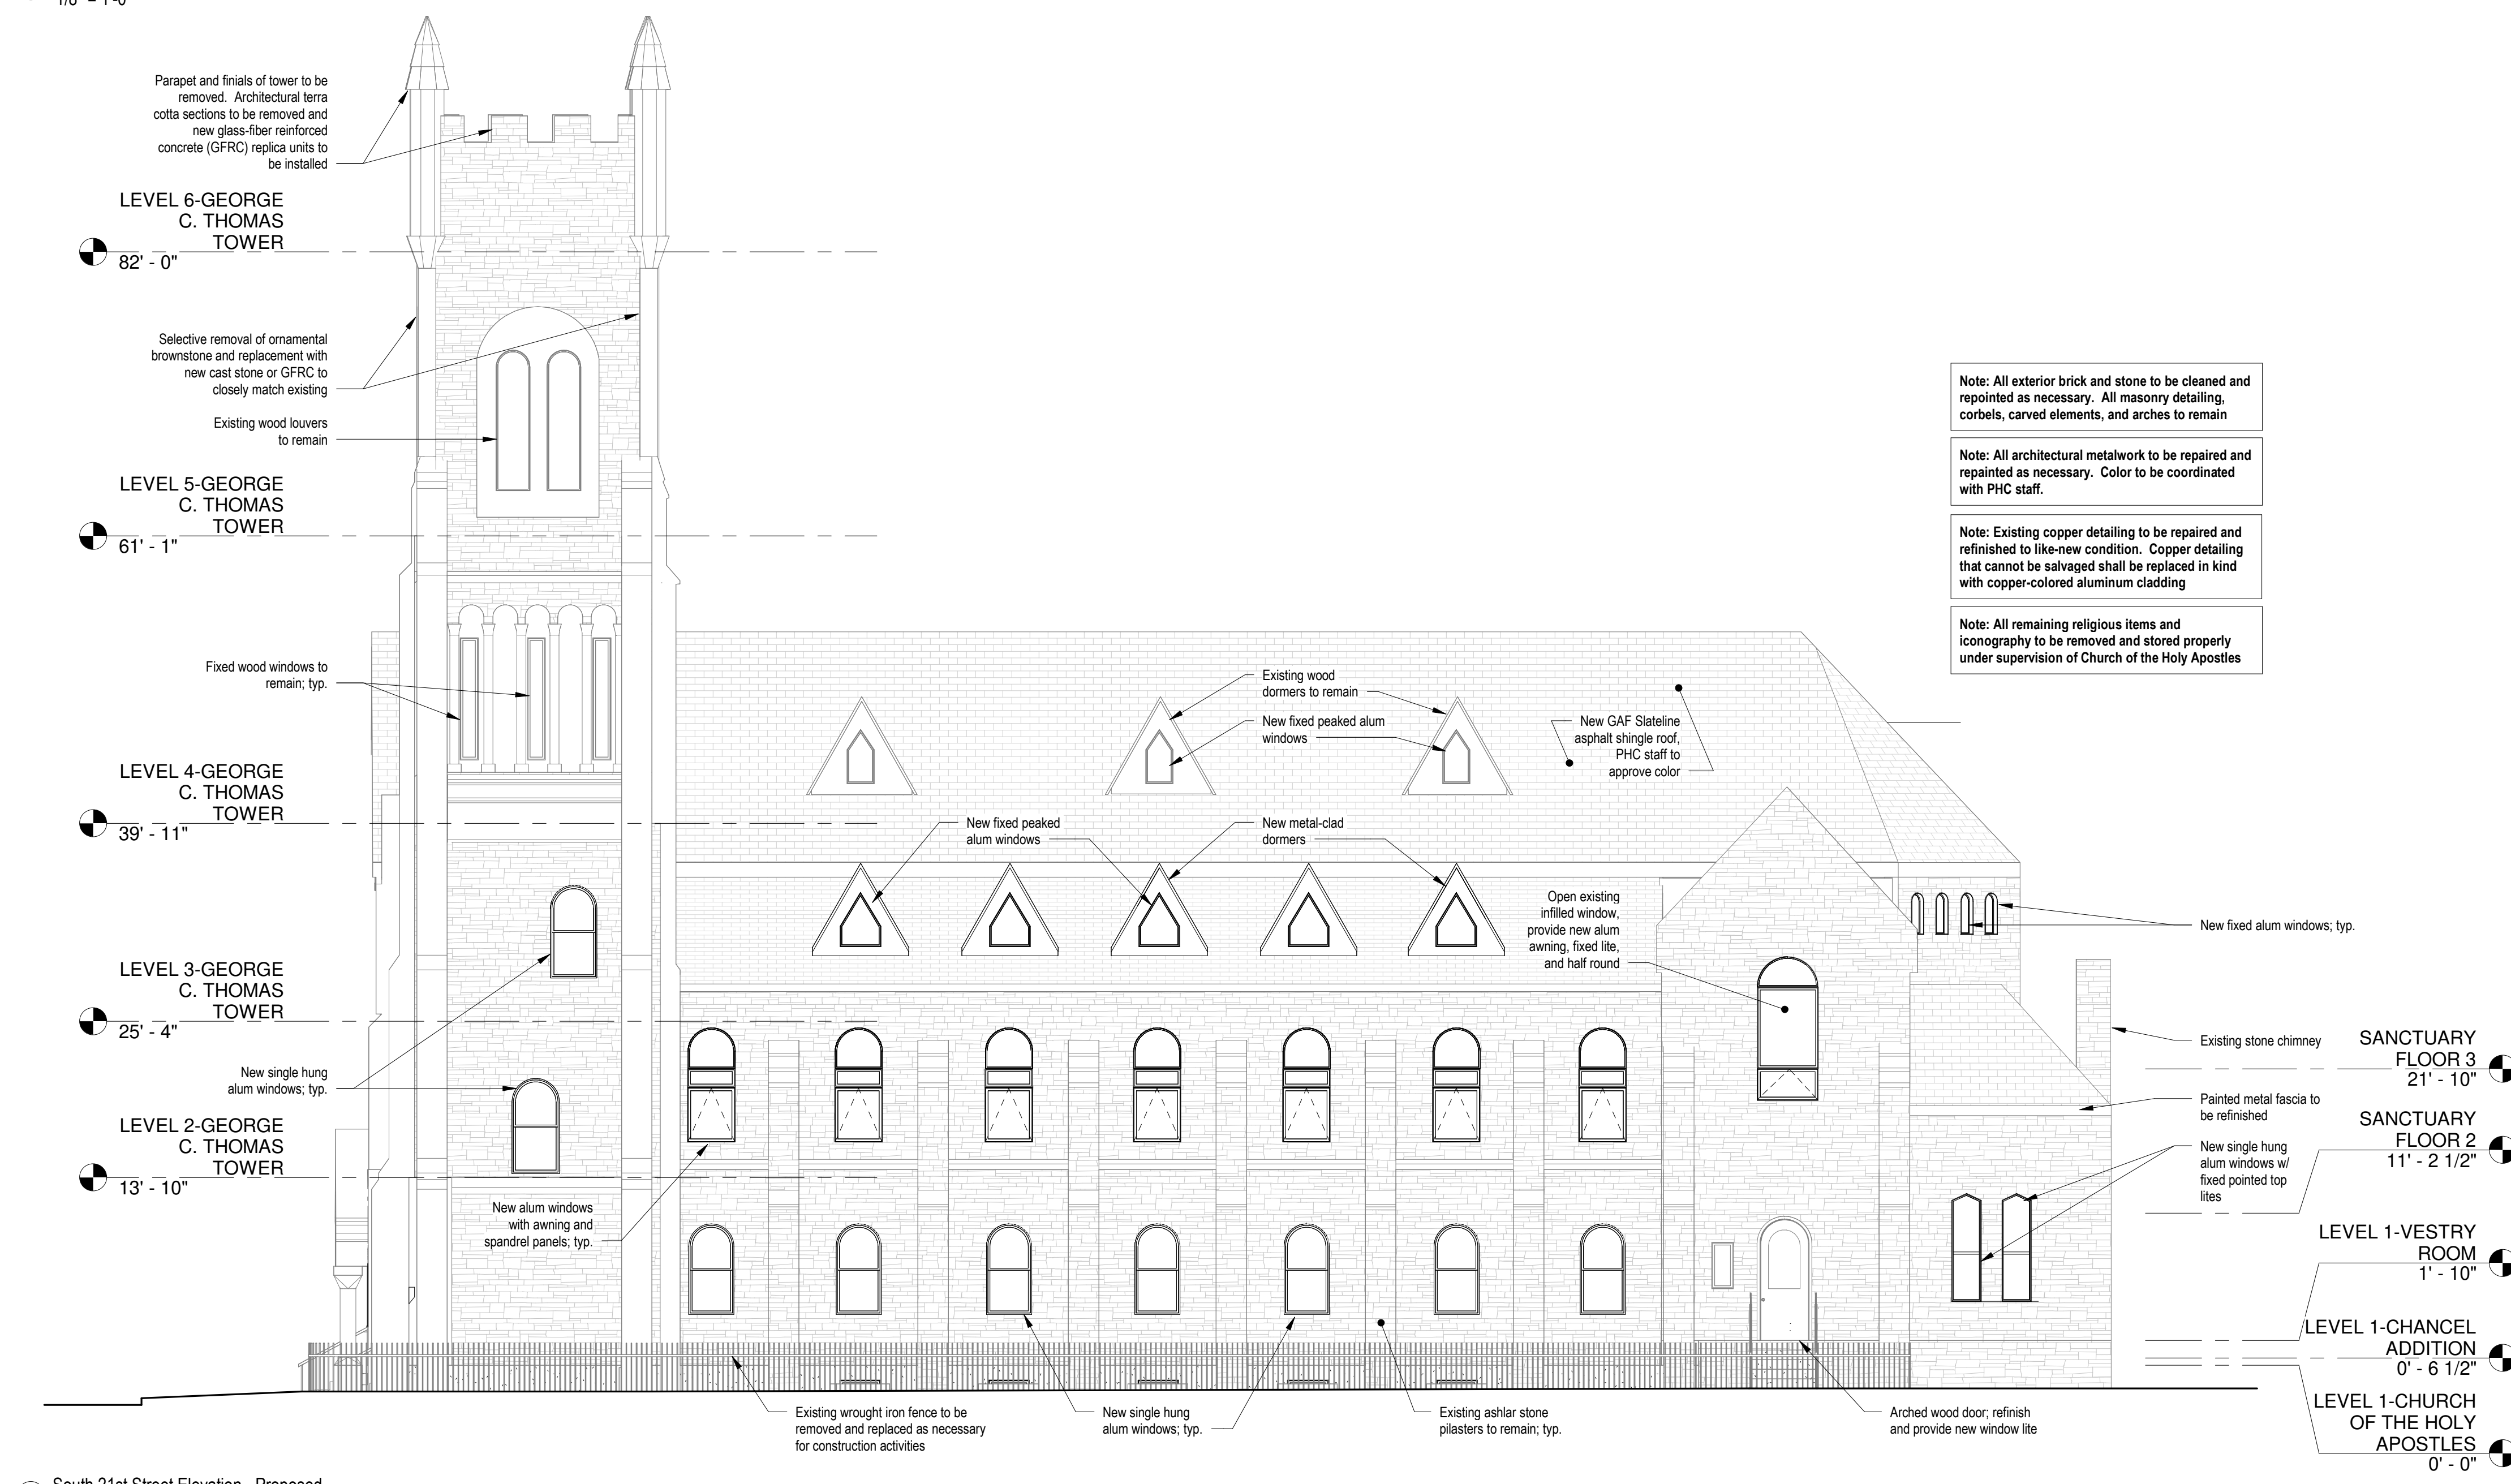 1/8" = 1'-0"
Parapet and finials of tower to be
removed. Architectural terra
cotta sections to be removed and
new glass-fiber reinforced
concrete (GFRC) replica units to
be installed
LEVEL 6-GEORGE
C. THOMAS
TOWER
82' - 0"
Selective removal of ornamental
brownstone and replacement with
new cast stone or GFRC to
closely match existing
Existing wood louvers
to remain
LEVEL 5-GEORGE
C. THOMAS
TOWER
61' - 1"
Fixed wood windows to
remain; typ.
LEVEL 4-GEORGE
C. THOMAS
TOWER
39' - 11"
LEVEL 3-GEORGE
C. THOMAS
TOWER
25' - 4"
New single hung
alum windows; typ.
LEVEL 2-GEORGE
C. THOMAS
TOWER
13' - 10"
New alum windows
with awning and
spandrel panels; typ.
Existing wood
dormers to remain
New fixed peaked alum
windows
New GAF Slateline
asphalt shingle roof,
PHC staff to
approve color
New fixed peaked
alum windows
New metal-clad
dormers
Open existing
infilled window,
provide new alum
awning, fixed lite,
and half round
Note: All exterior brick and stone to be cleaned and
repointed as necessary. All masonry detailing,
corbels, carved elements, and arches to remain
Note: All architectural metalwork to be repaired and
repainted as necessary. Color to be coordinated
with PHC staff.
Note: Existing copper detailing to be repaired and
refinished to like-new condition. Copper detailing
that cannot be salvaged shall be replaced in kind
with copper-colored aluminum cladding
Note: All remaining religious items and
iconography to be removed and stored properly
under supervision of Church of the Holy Apostles
New fixed alum windows; typ.
Existing stone chimney
Painted metal fascia to
be refinished
New single hung
alum windows w/
fixed pointed top
lites
SANCTUARY
FLOOR 3
21' - 10"
SANCTUARY
FLOOR 2
11' - 2 1/2"
LEVEL 1-VESTRY
ROOM
1' - 10"
LEVEL 1-CHANCEL
ADDITION
0' - 6 1/2"
LEVEL 1-CHURCH
OF THE HOLY
APOSTLES
0' - 0"
Existing wrought iron fence to be
removed and replaced as necessary
for construction activities
New single hung
alum windows; typ.
Existing ashlar stone
pilasters to remain; typ.
Arched wood door; refinish
and provide new window lite
South 21st Street Elevation - Proposed